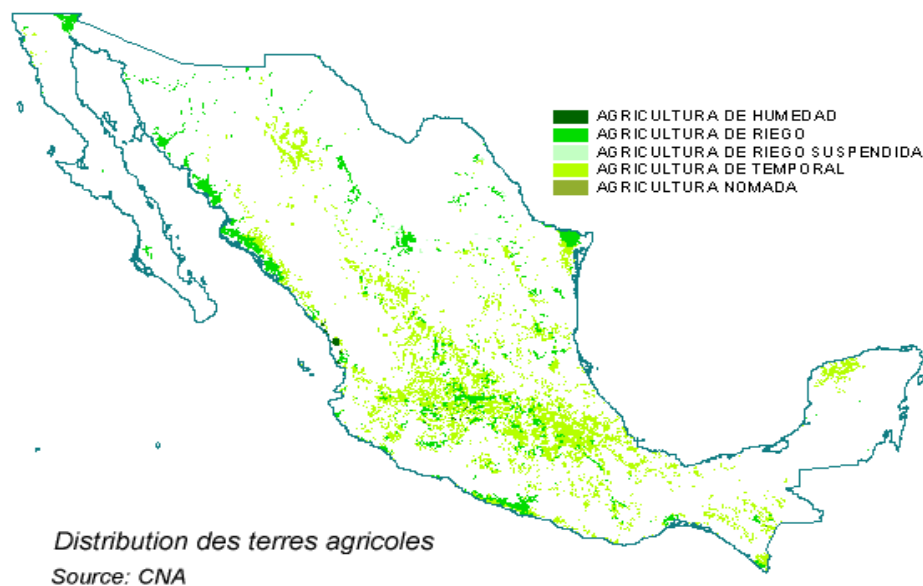 AGRICULTURA DE HUMEDAD
AGRICULTURA DE RIEGO
AGRICULTURA DE RIEGO SUSPENDIDA
AGRICULTURA DE TEMPORAL
AGRICULTURA NOMADA
Distribution des terres agricoles
Source: CNA